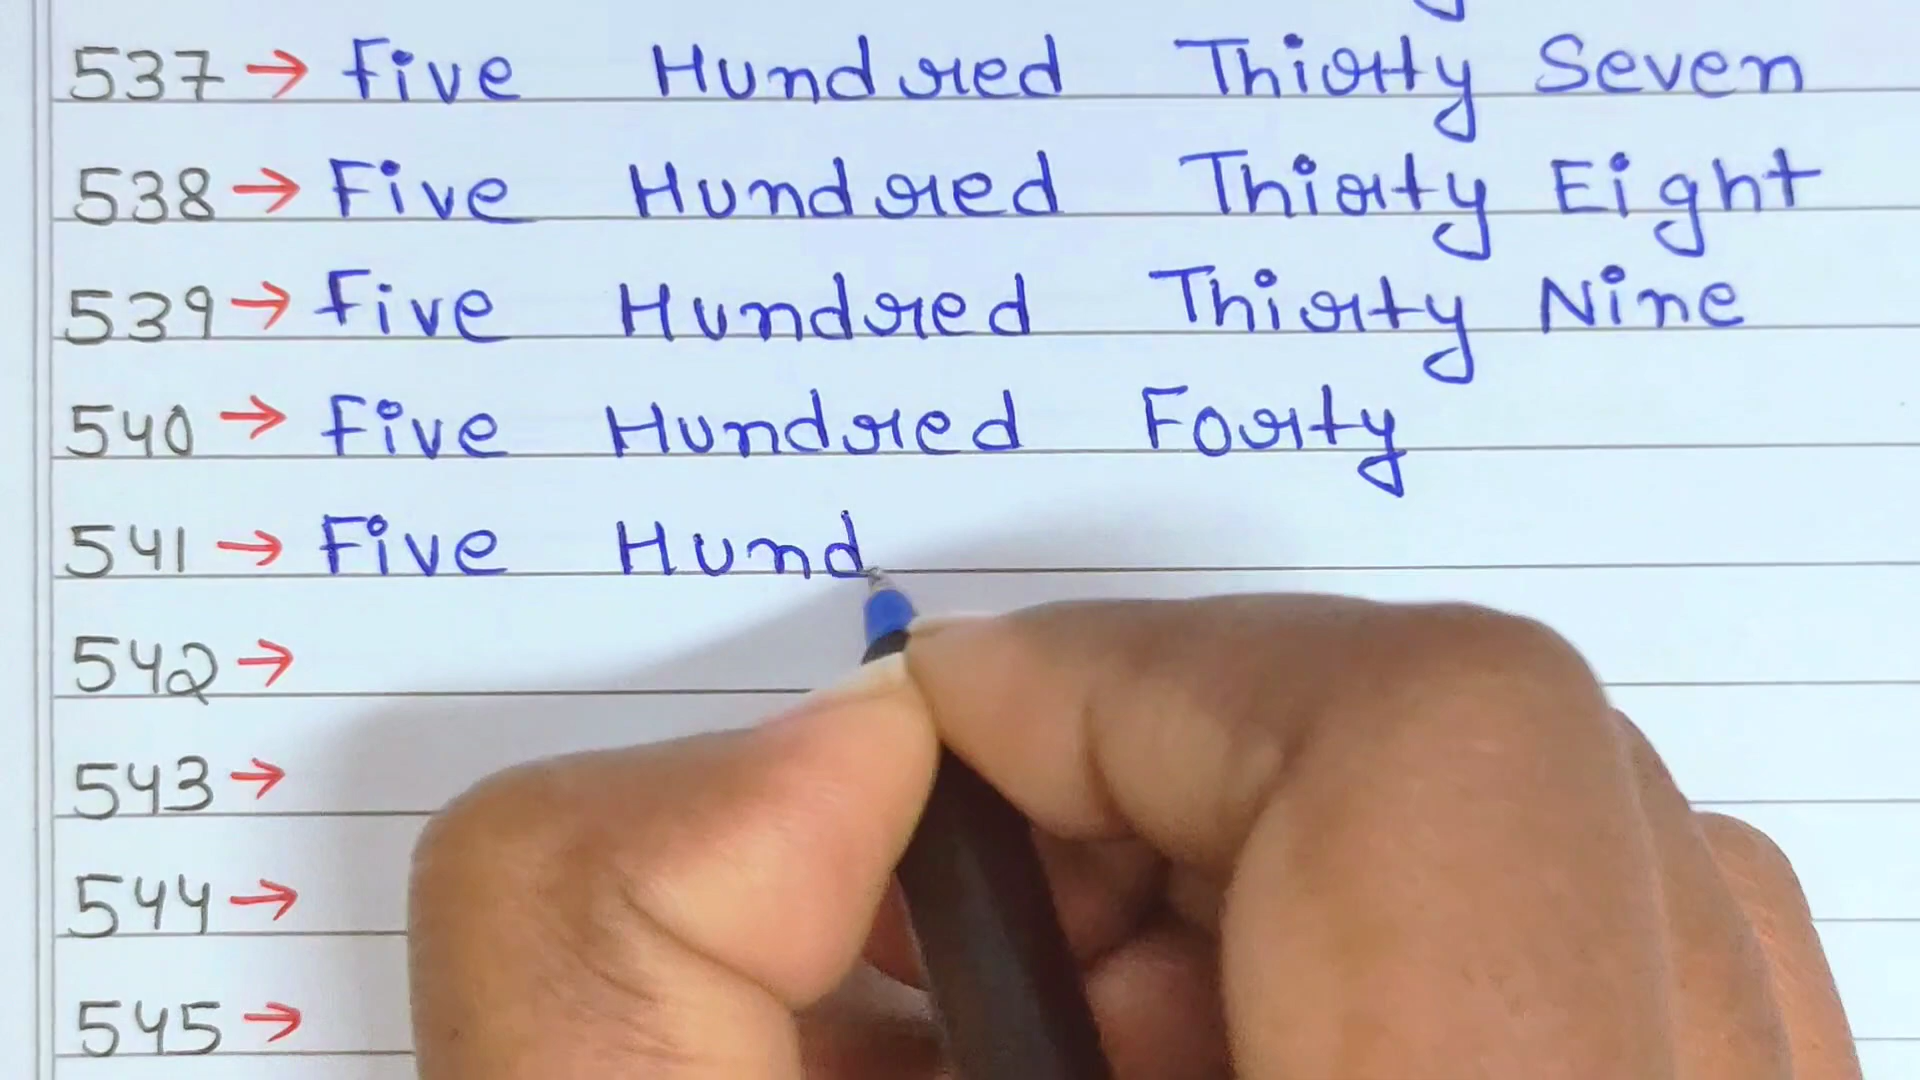 537 → Five Hundred Thirty Seven
538 → Five Hundred Thirty Eight
539 → Five Hundred Thirty Nine
540 → Five Hundred Forty
541 → Five Hund
542 →
543 →
544 →
545 →